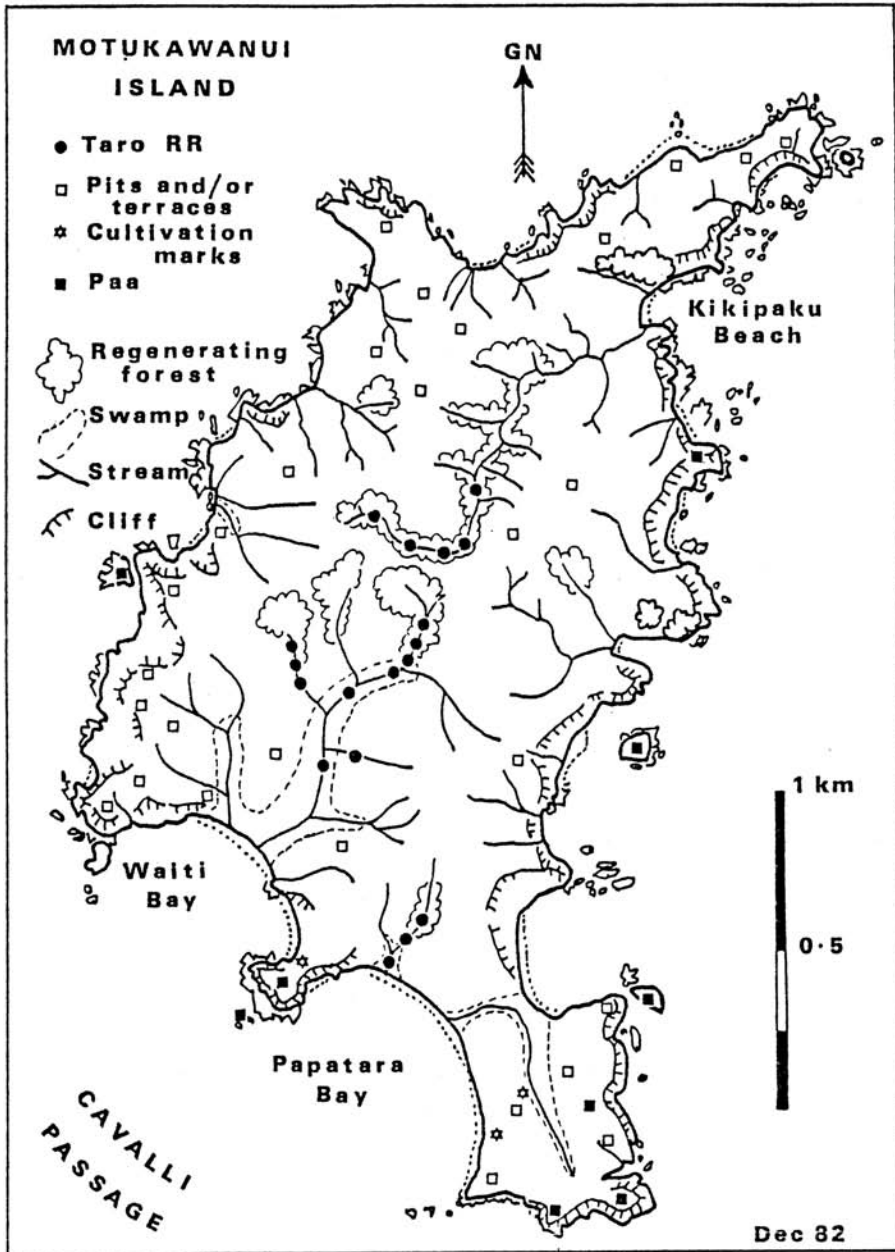 MOTUKAWANUI
ISLAND
GN
Taro RR
Pits and/or
terraces
Cultivation
marks
Paa
Regenerating
forest
Swamp
Stream
Cliff
Kikipaku
Beach
1 km
0·5
Waiti
Bay
Papatara
Bay
CAVALLI
PASSAGE
Dec 82